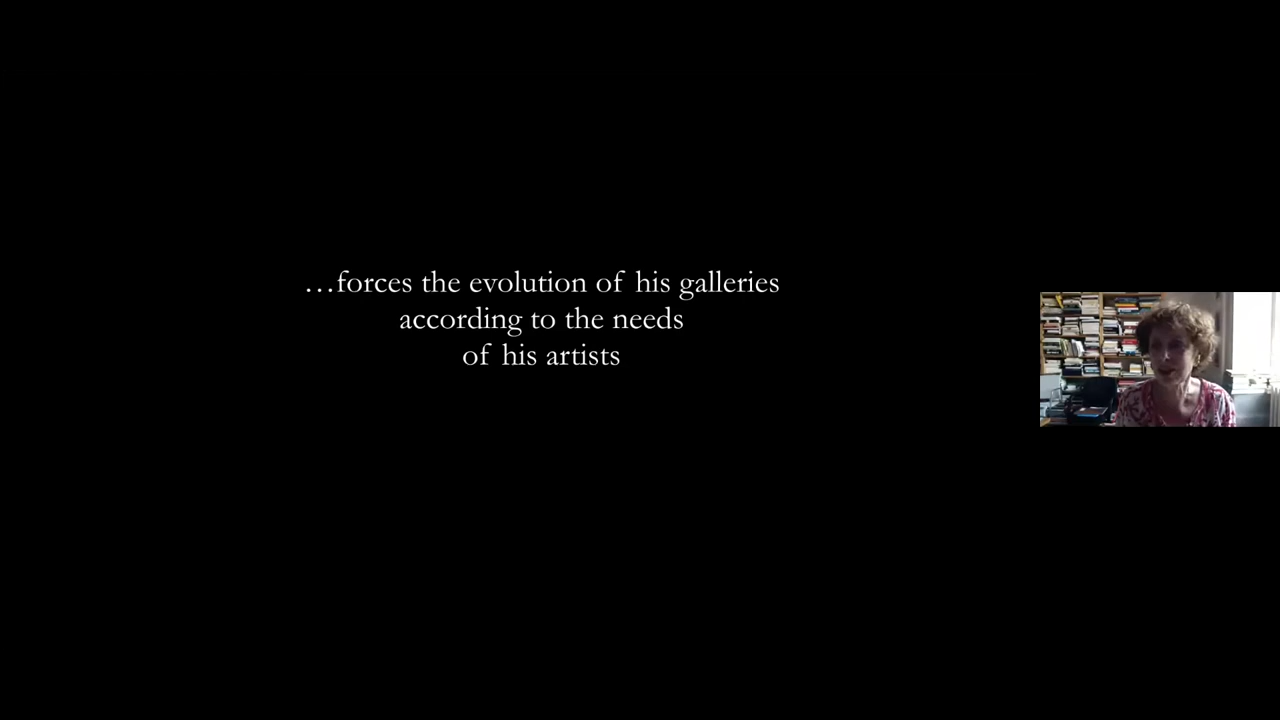 …forces the evolution of his galleries
according to the needs
of his artists